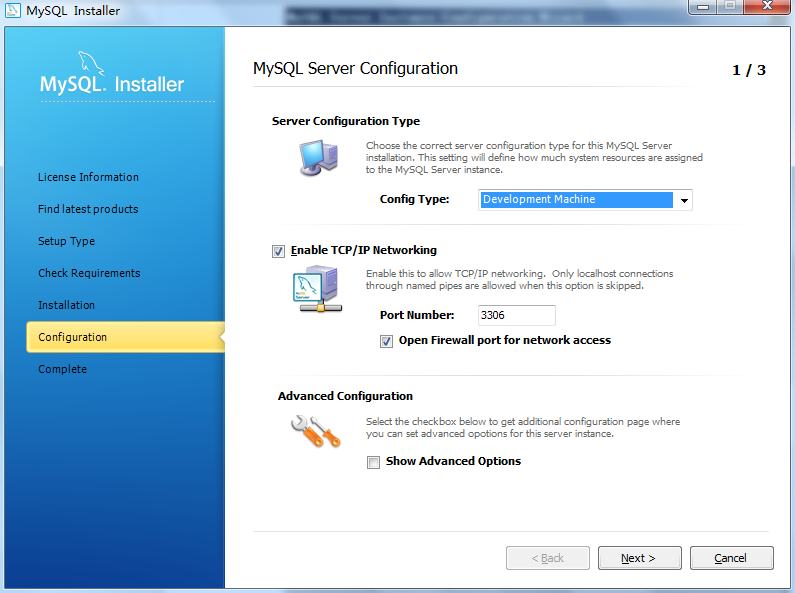 MySQL Installer
MySQL Server Configuration
1 / 3
MySQL. Installer
License Information
Find latest products
Setup Type
Check Requirements
Installation
Configuration
Complete
Server Configuration Type
Choose the correct server configuration type for this MySQL Server
installation. This setting will define how much system resources are assigned
to the MySQL Server instance.
Config Type: Development Machine
Enable TCP/IP Networking
Enable this to allow TCP/IP networking. Only localhost connections
through named pipes are allowed when this option is skipped.
Port Number: 3306
Open Firewall port for network access
Advanced Configuration
Select the checkbox below to get additional configuration page where
you can set advanced opotions for this server instance.
Show Advanced Options
< Back Next > Cancel